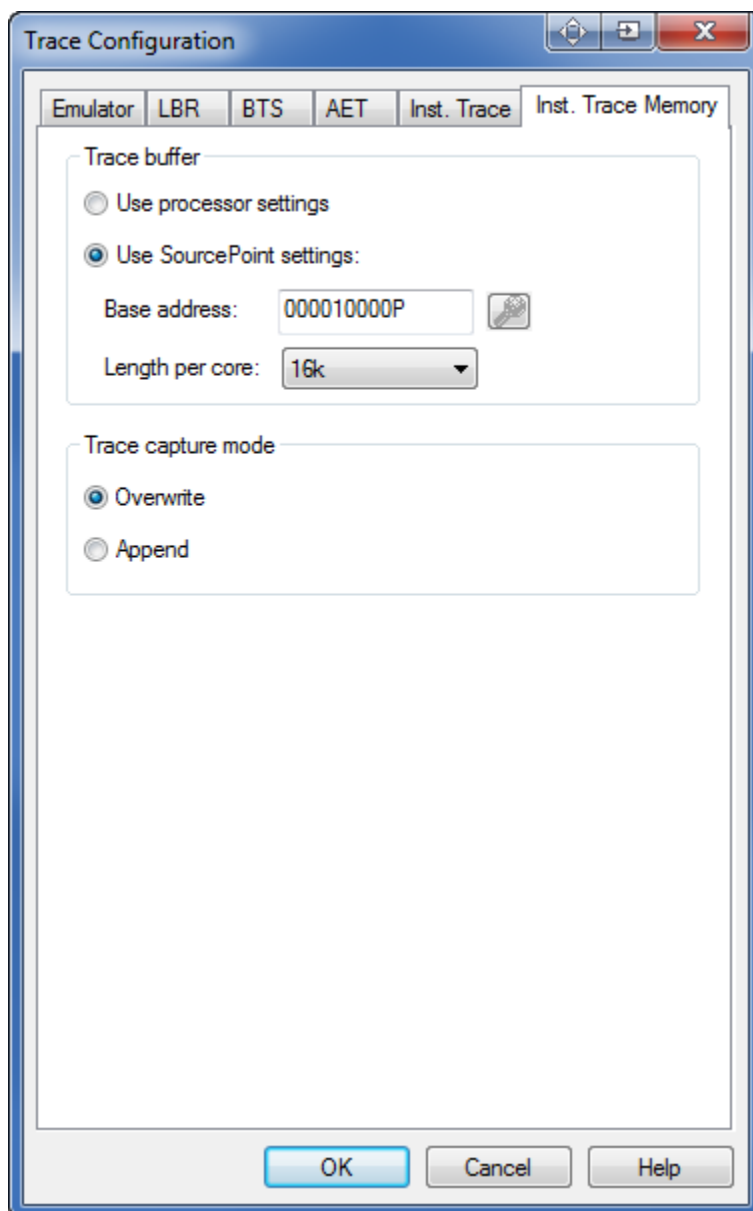 Trace Configuration
Emulator LBR BTS AET Inst. Trace Inst. Trace Memory
Trace buffer
Use processor settings
Use SourcePoint settings:
Base address: 000010000P
Length per core: 16k
Trace capture mode
Overwrite
Append
OK Cancel Help